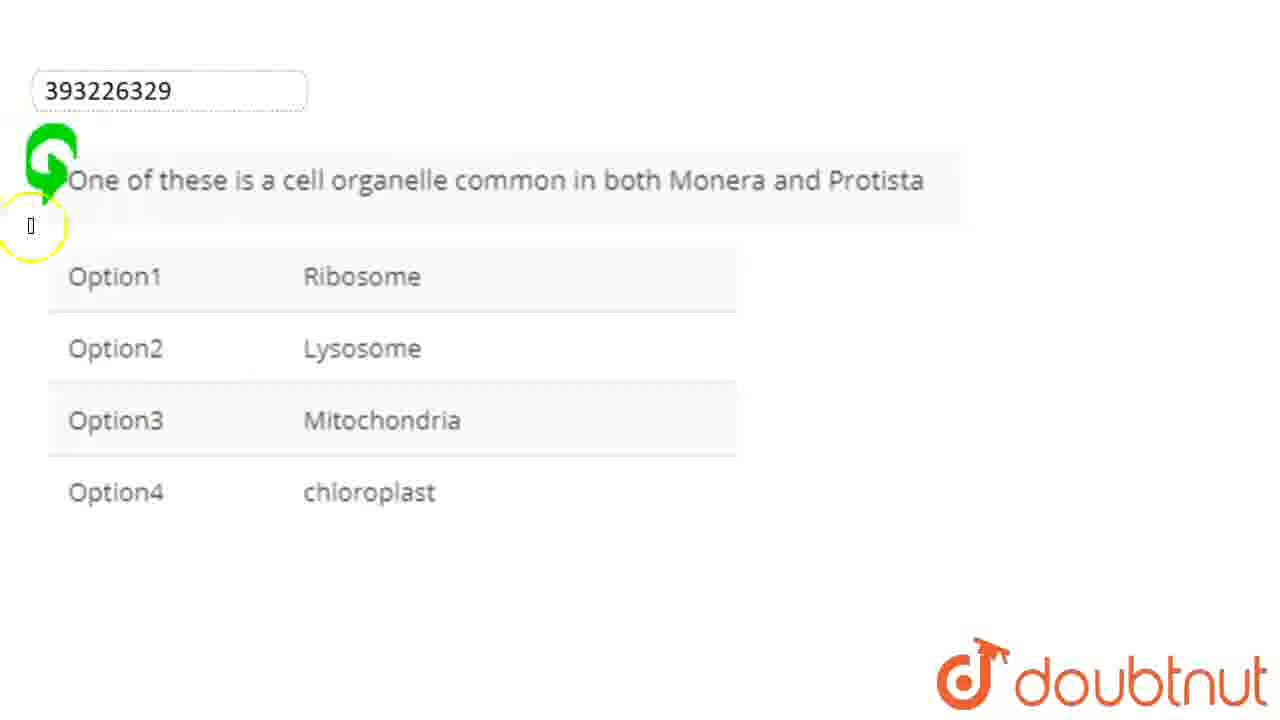 393226329
One of these is a cell organelle common in both Monera and Protista
Option1 Ribosome
Option2 Lysosome
Option3 Mitochondria
Option4 chloroplast
doubtnut